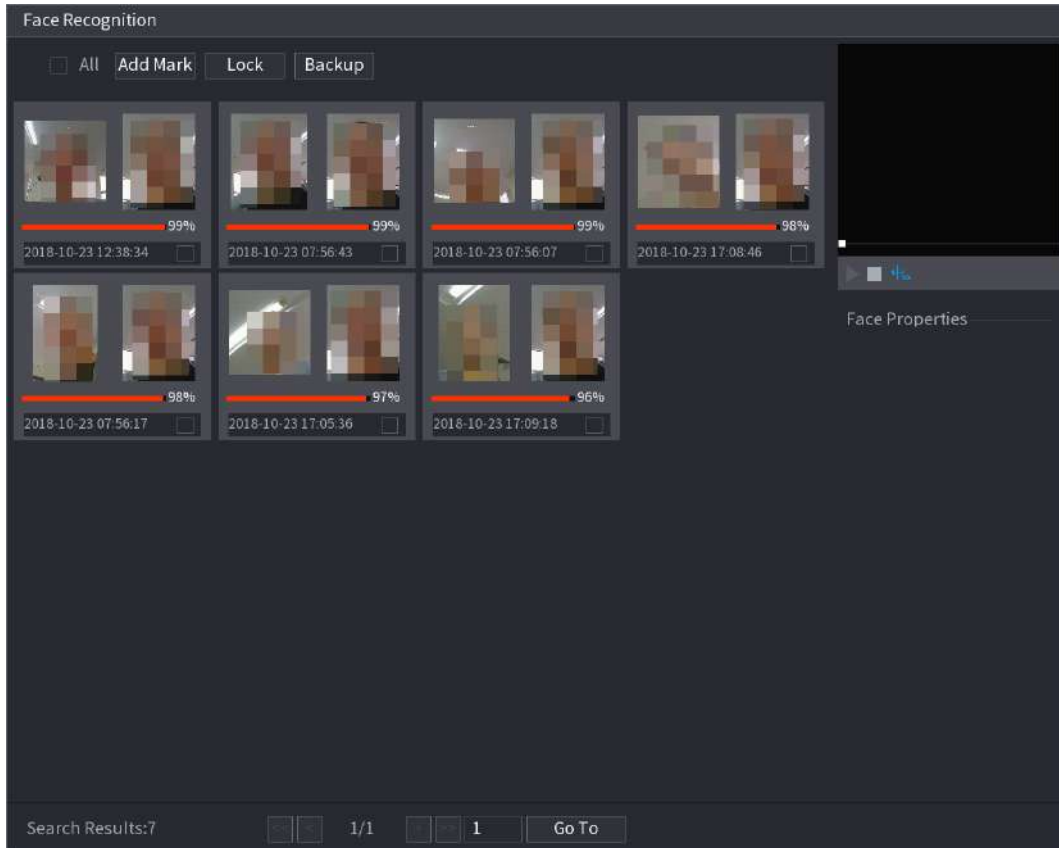 Face Recognition
All Add Mark Lock Backup
99% 99% 99% 98%
2018-10-23 12:38:34 2018-10-23 07:56:43 2018-10-23 07:56:07 2018-10-23 17:08:46
Face Properties
98% 97% 96%
2018-10-23 07:56:17 2018-10-23 17:05:36 2018-10-23 17:09:18
Search Results:7 << < 1/1 > >> 1 Go To